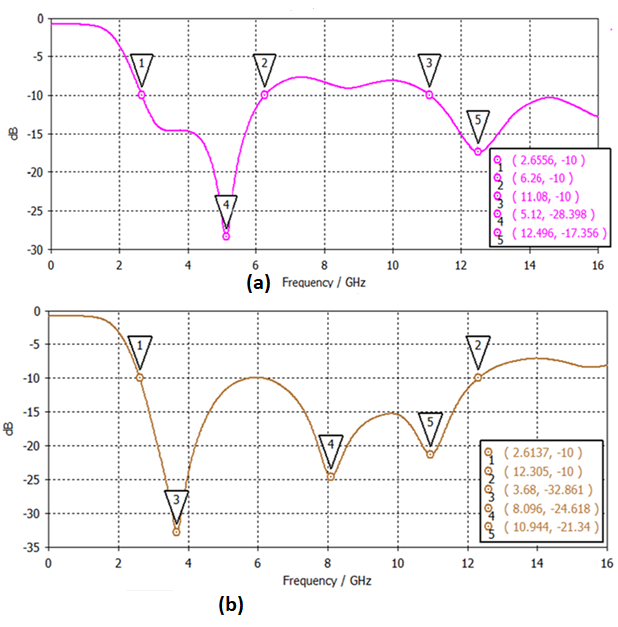 0
-5
-10
-15
-20
-25
-30
dB
1
2
3
4
5
1 ( 2.6556, -10 )
2 ( 6.26, -10 )
3 ( 11.08, -10 )
4 ( 5.12, -28.398 )
5 ( 12.496, -17.356 )
0 2 4 6 8 10 12 14 16
(a) Frequency / GHz
0
-5
-10
-15
-20
-25
-30
-35
dB
1
2
3
4
5
1 ( 2.6137, -10 )
2 ( 12.305, -10 )
3 ( 3.68, -32.861 )
4 ( 8.096, -24.618 )
5 ( 10.944, -21.34 )
0 2 4 6 8 10 12 14 16
Frequency / GHz
(b)